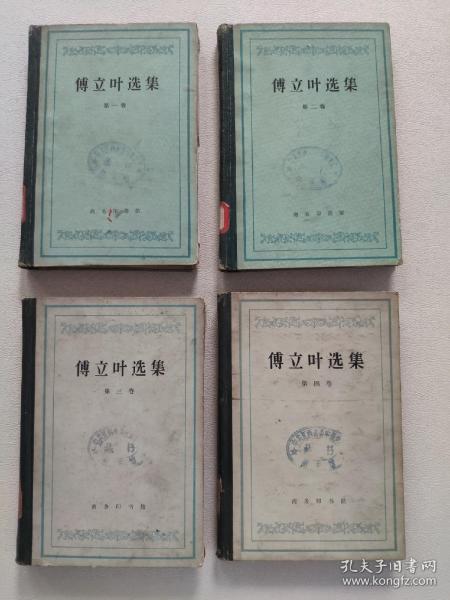 傅立叶选集
第一卷
商务印书馆
傅立叶选集
第二卷
商务印书馆
傅立叶选集
第三卷
商务印书馆
傅立叶选集
第四卷
商务印书馆
孔夫子旧书网
www.kongfz.com